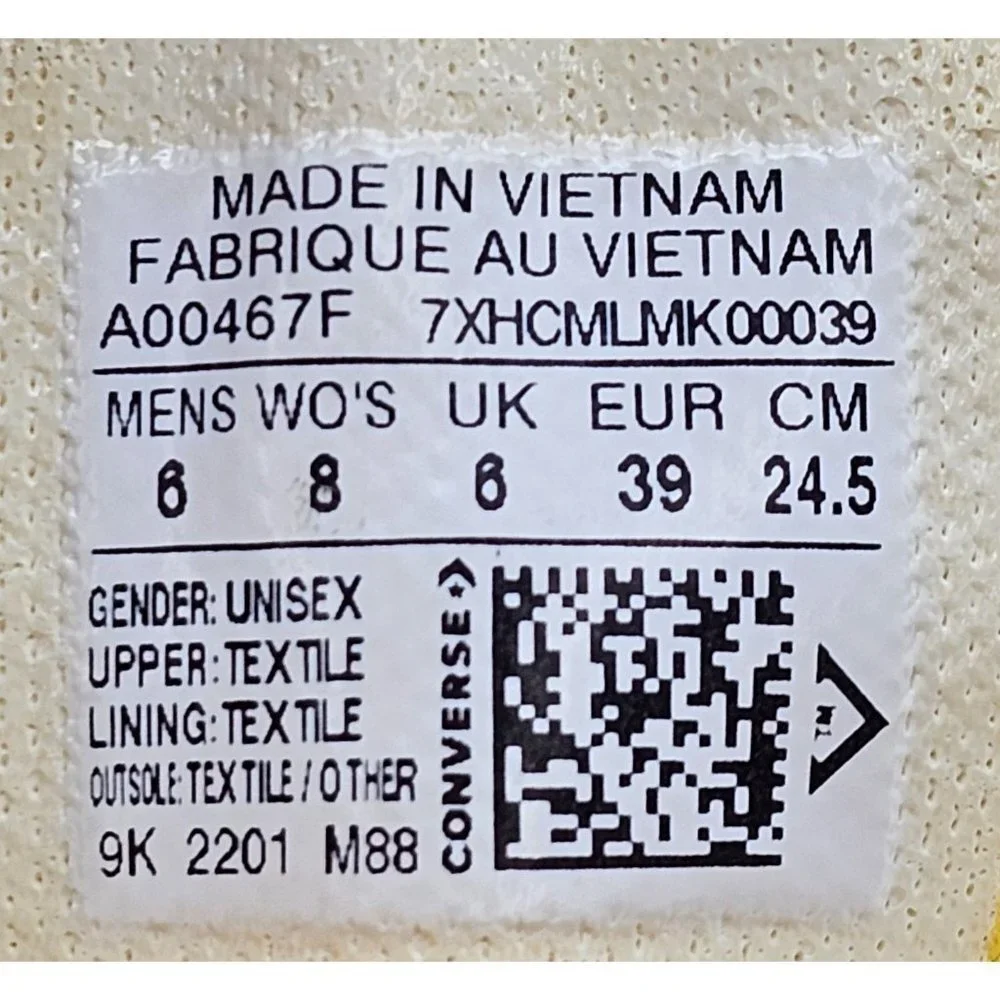 MADE IN VIETNAM
FABRIQUE AU VIETNAM
A00467F 7XHCMLMK00039
MENS WO'S UK EUR CM
6 8 6 39 24.5
GENDER: UNISEX
UPPER: TEXTILE
LINING: TEXTILE
OUTSOLE: TEXTILE / OTHER
9K 2201 M88
CONVERSE